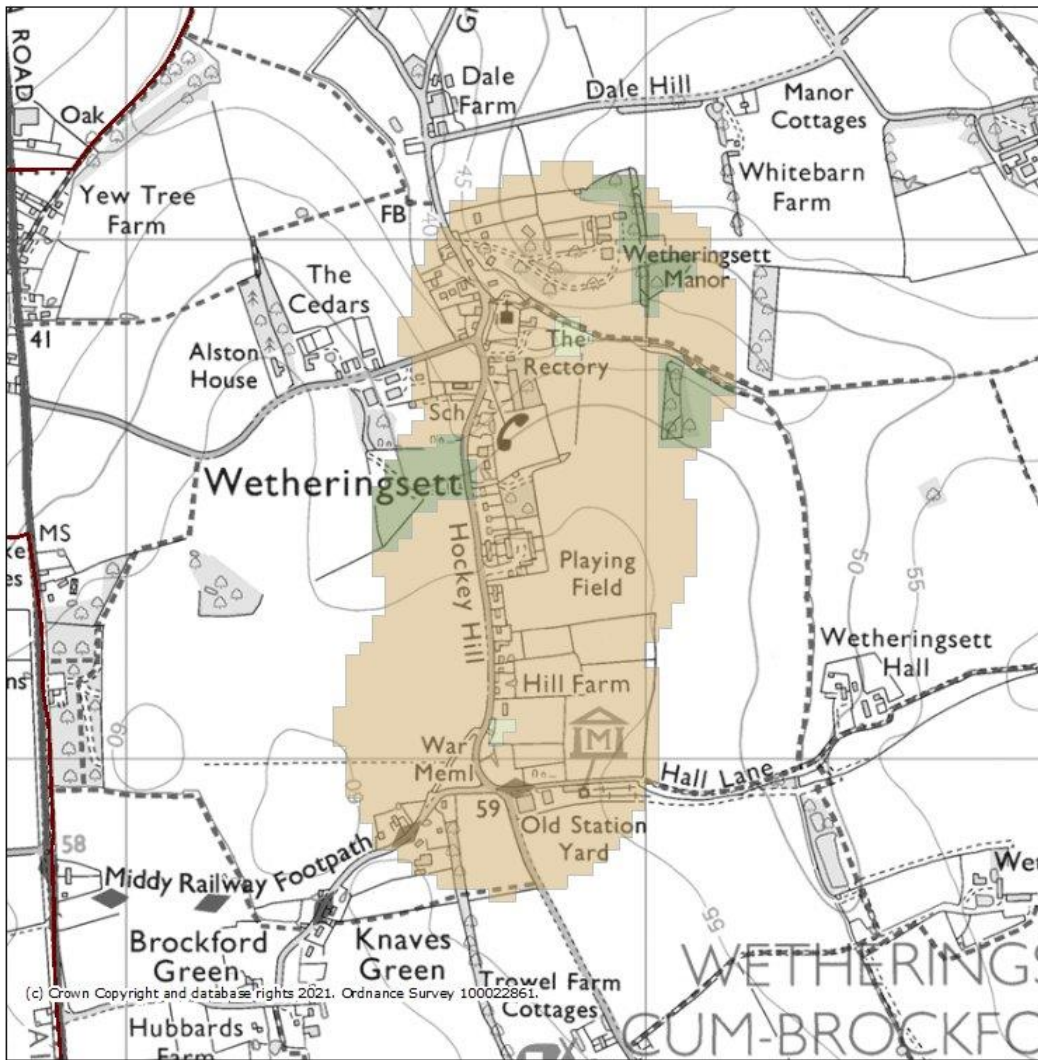 ROAD
Oak
Yew Tree
Farm
Dale
Farm
Dale Hill
Manor
Cottages
Whitebarn
Farm
45
40
FB
The
Cedars
Wetheringsett
Manor
41
Alston
House
The
Rectory
Sch
Wetheringsett
MS
Hockey Hill
Playing
Field
50
55
Wetheringsett
Hall
Hill Farm
M
60
War
Meml
60
Hall Lane
59
Old Station
Yard
58
Middy Railway Footpath
Brockford
Green
Knaves
Green
55
WETHERINGS
CUM-BROCKFO
Trowel Farm
Cottages
(c) Crown Copyright and database rights 2021. Ordnance Survey 100022861.
Hubbards
Farm